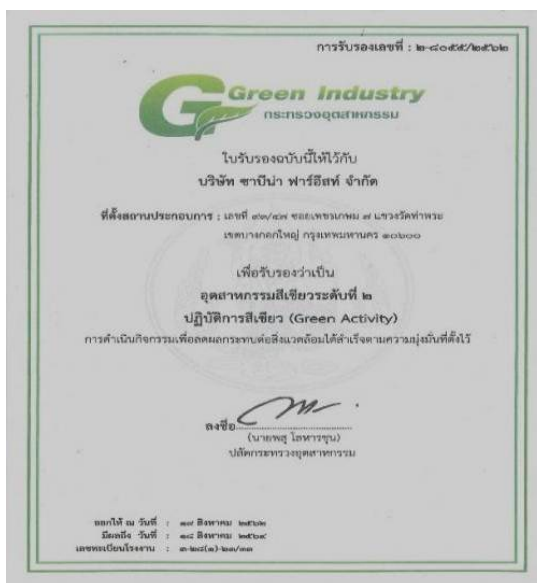 การรับรองเลขที่ : ๒-๘๐๕๕/๒๕๖๒
Green Industry
กระทรวงอุตสาหกรรม
ใบรับรองฉบับนี้ให้ไว้กับ
บริษัท ซาบีน่า ฟาร์อีสท์ จำกัด
ที่ตั้งสถานประกอบการ : เลขที่ ซอยเพชรเกษม ๗ แขวงวัดท่าพระ
เขตบางกอกใหญ่ กรุงเทพมหานคร ๑๐๖๐๐
เพื่อรับรองว่าเป็น
อุตสาหกรรมสีเขียวระดับที่ ๒
ปฏิบัติการสีเขียว (Green Activity)
การดำเนินกิจกรรมเพื่อลดผลกระทบต่อสิ่งแวดล้อมได้สำเร็จตามความมุ่งมั่นที่ตั้งไว้
ลงชื่อ
(นายพสุ โลหารชุน)
ปลัดกระทรวงอุตสาหกรรม
ออกให้ ณ วันที่ : สิงหาคม ๒๕๖๒
มีผลถึง วันที่ : สิงหาคม
เลขทะเบียนโรงงาน :